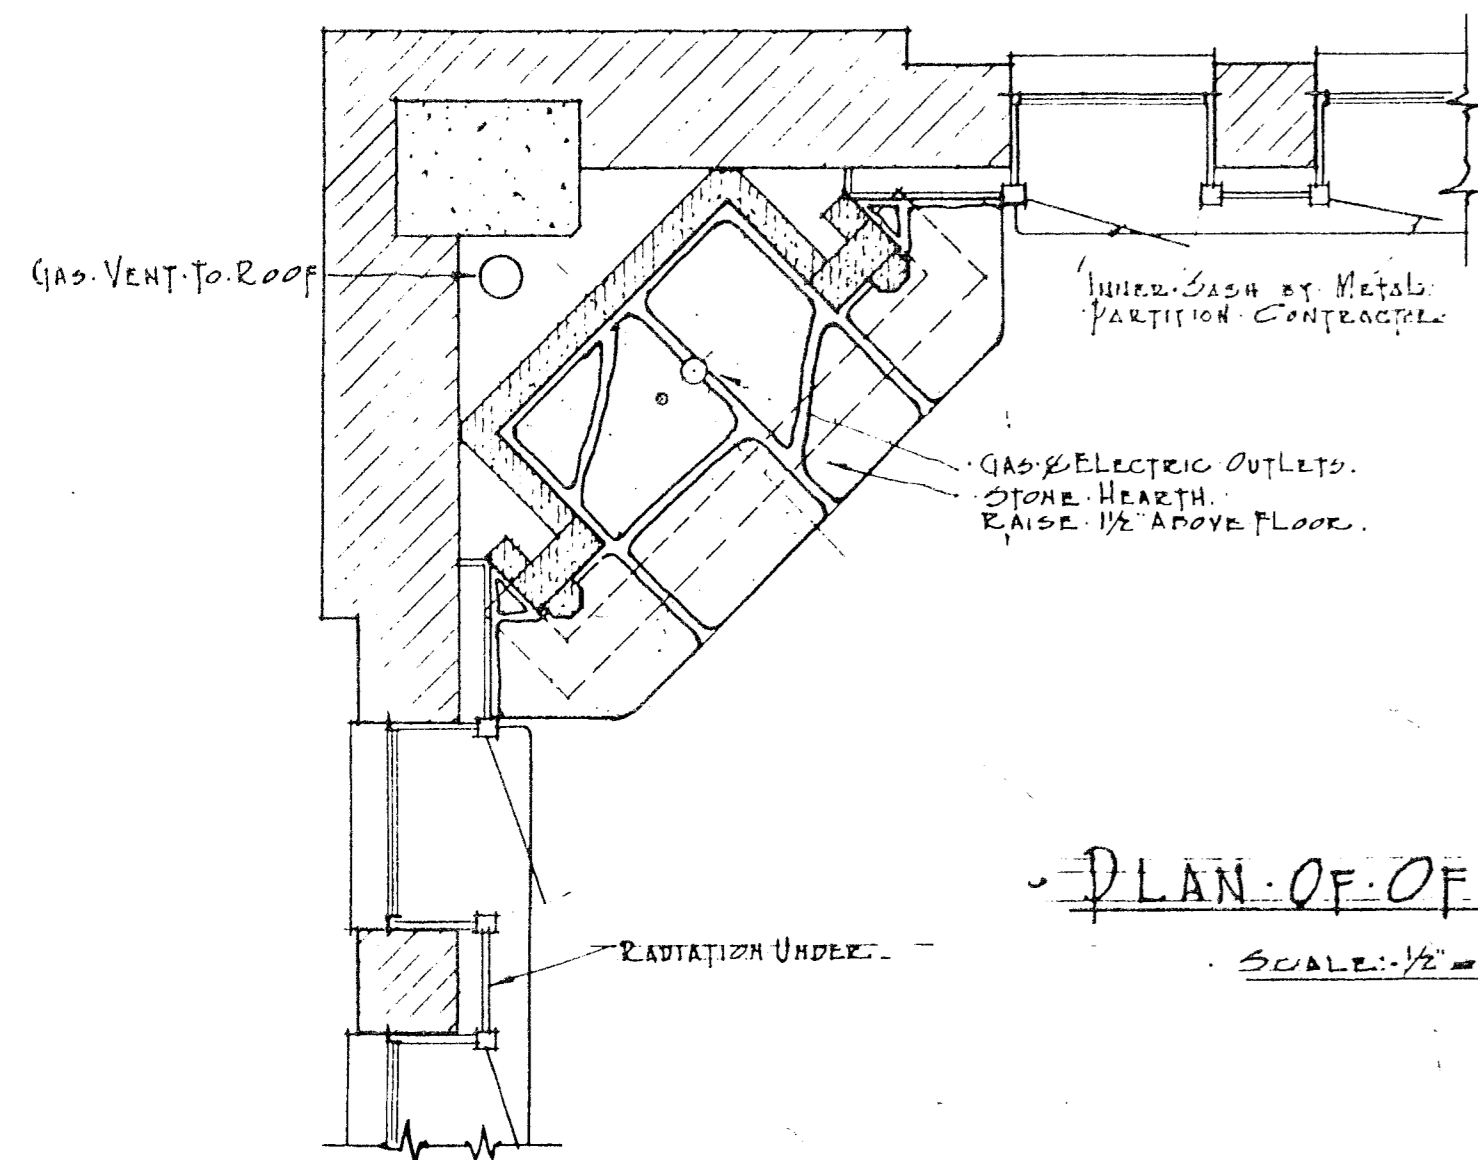 GAS·VENT·TO·ROOF
INNER·SASH BY·METAL·
PARTITION·CONTRACTOR·
·GAS·&ELECTRIC OUTLETS.
·STONE·HEARTH.
RAISE·1½" ABOVE FLOOR.
·PLAN·OF·OF
RADIATION UNDER.
·SCALE:-½"=